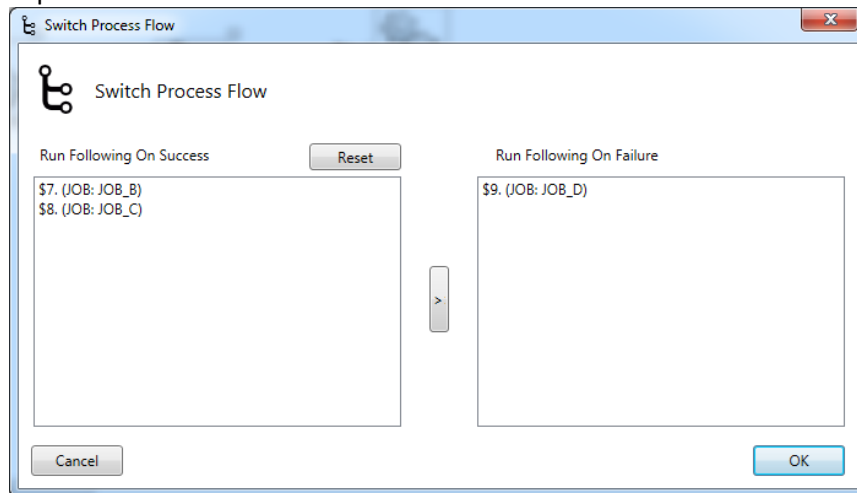 Switch Process Flow
X
Switch Process Flow
Run Following On Success
Reset
Run Following On Failure
$7. (JOB: JOB_B)
$8. (JOB: JOB_C)
$9. (JOB: JOB_D)
>
Cancel
OK